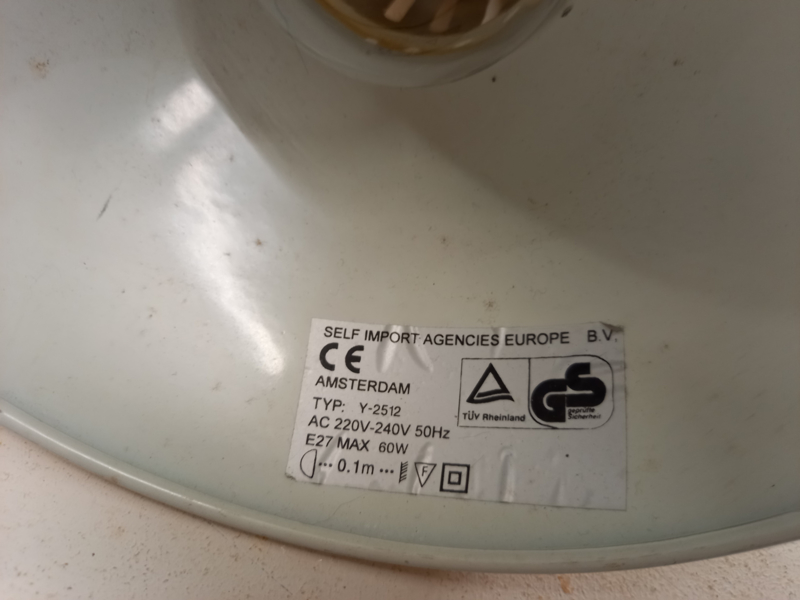 SELF IMPORT AGENCIES EUROPE B.V.
CE
AMSTERDAM
TYP: Y-2512
AC 220V-240V 50Hz
E27 MAX 60W
0.1m F
TÜV Rheinland
GS
geprüfte
Sicherheit